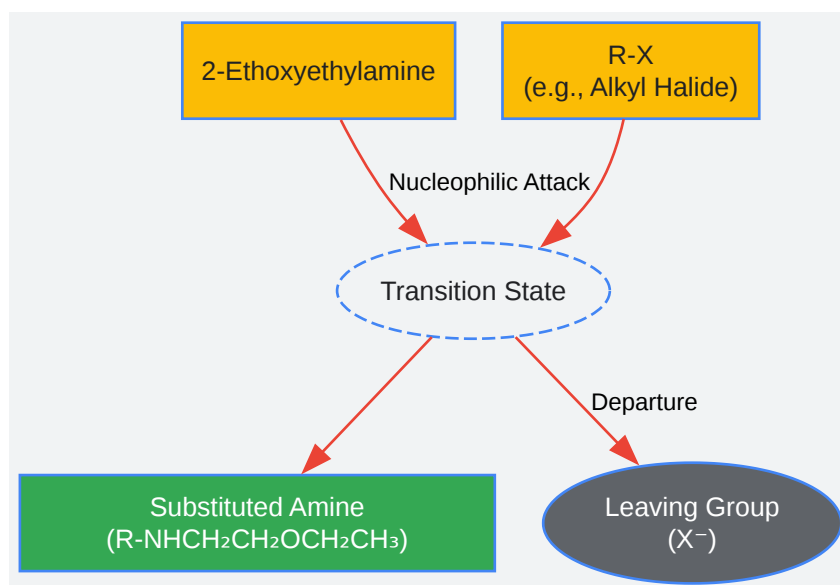 2-Ethoxyethylamine
R-X
(e.g., Alkyl Halide)
Nucleophilic Attack
Transition State
Departure
Substituted Amine
(R-NHCH₂CH₂OCH₂CH₃)
Leaving Group
(X⁻)